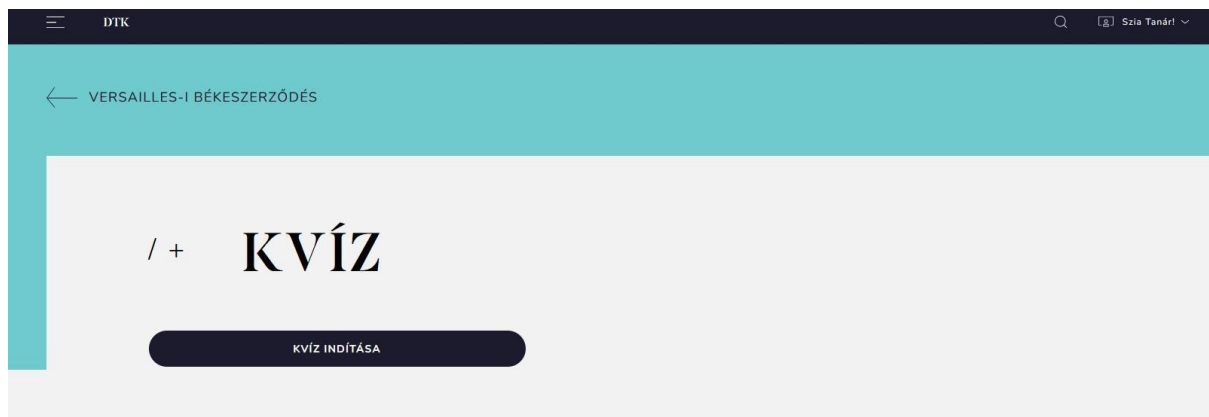 DTK
Szia Tanár!
VERSAILLES-I BÉKESZERZŐDÉS
/ + KVÍZ
KVÍZ INDÍTÁSA